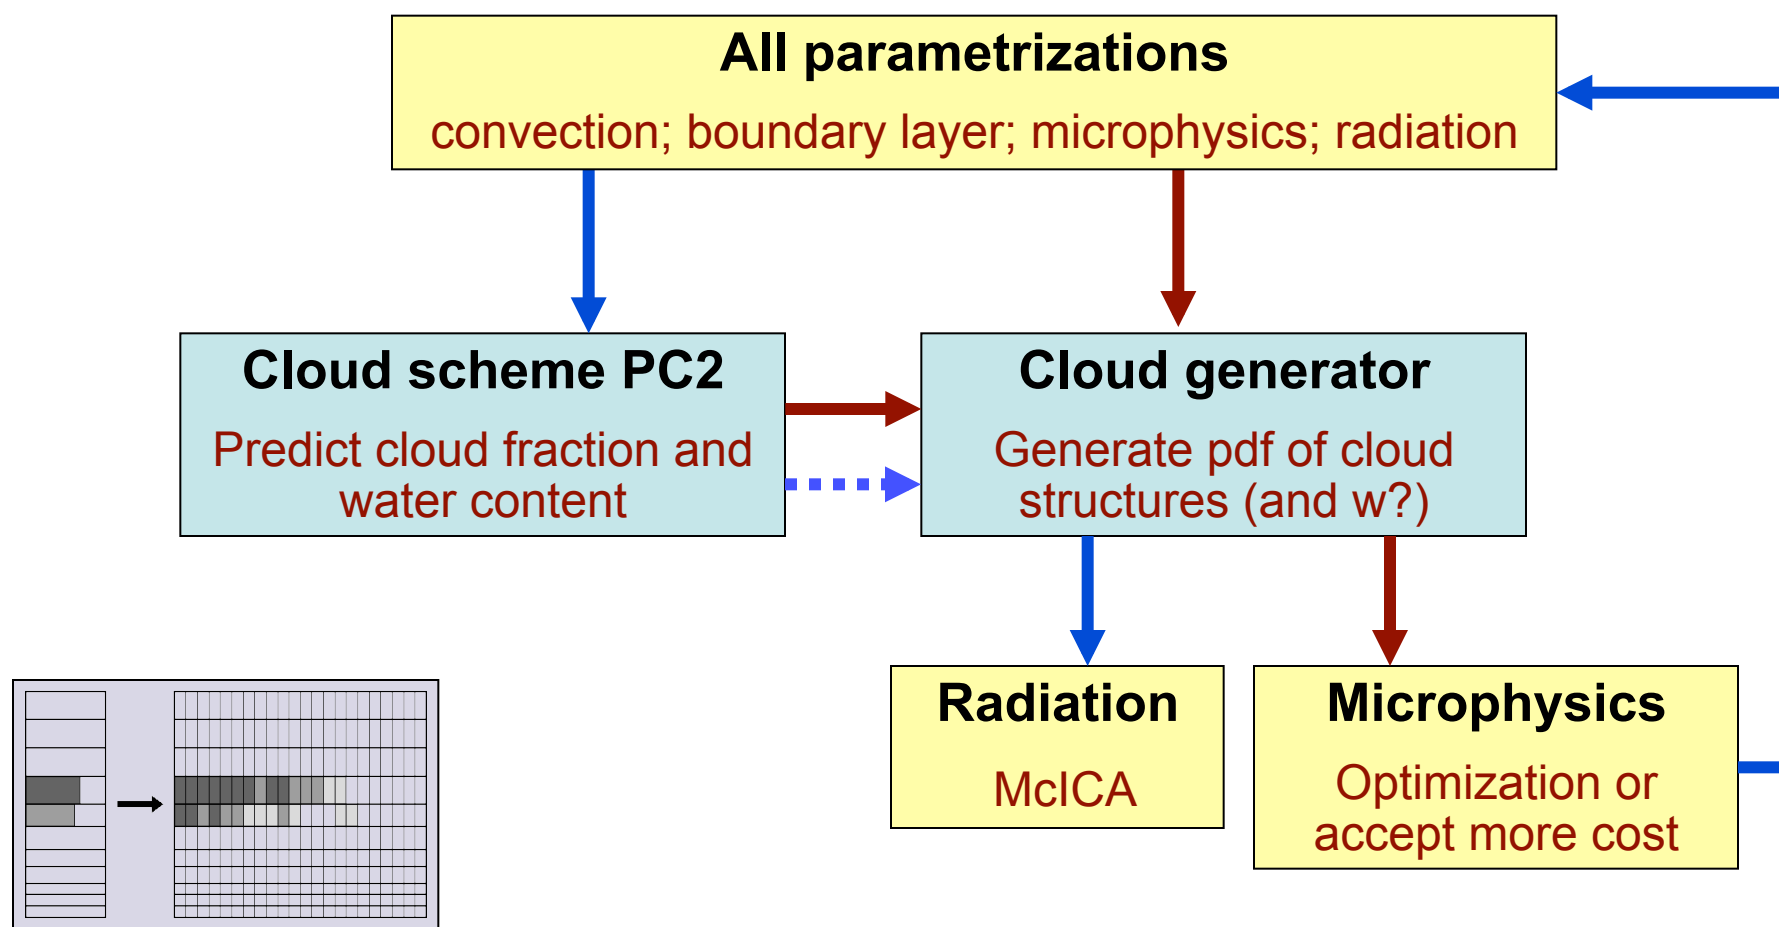 All parametrizations
convection; boundary layer; microphysics; radiation
Cloud scheme PC2
Predict cloud fraction and
water content
Cloud generator
Generate pdf of cloud
structures (and w?)
Radiation
McICA
Microphysics
Optimization or
accept more cost